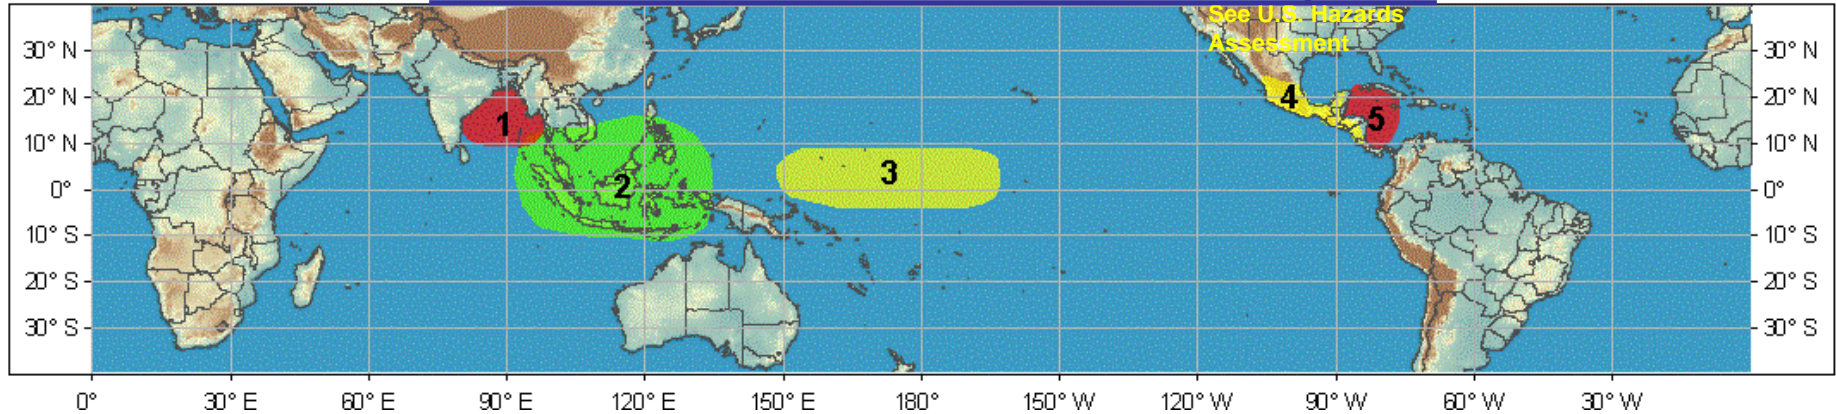 See U.S. Hazards
Assessment
30° N
30° N
20° N
20° N
10° N
10° N
0°
0°
10° S
10° S
20° S
20° S
30° S
30° S
1
2
3
4
5
0°
30° E
60° E
90° E
120° E
150° E
180°
150° W
120° W
90° W
60° W
30° W